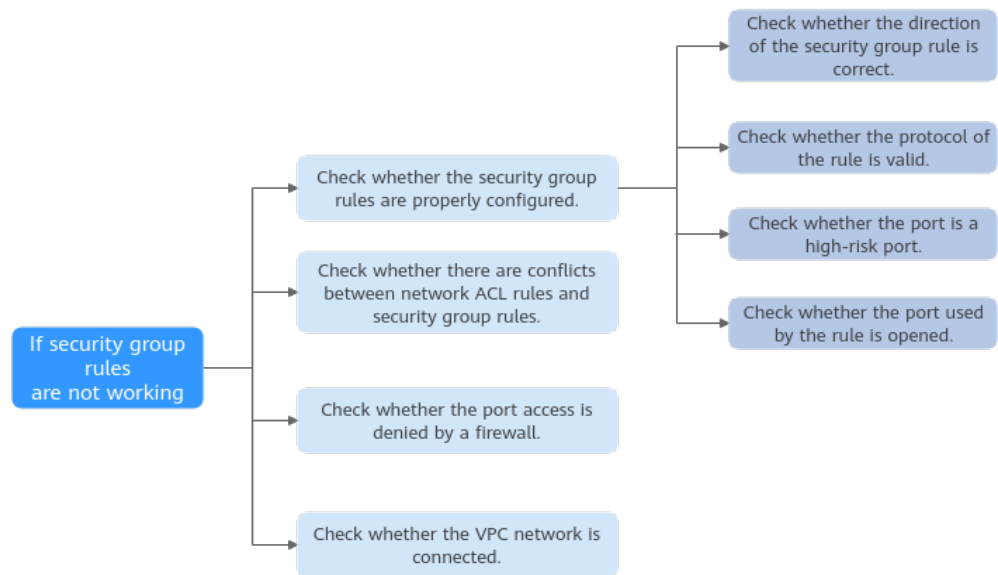 If security group
rules
are not working
Check whether the security group
rules are properly configured.
Check whether there are conflicts
between network ACL rules and
security group rules.
Check whether the port access is
denied by a firewall.
Check whether the VPC network is
connected.
Check whether the direction
of the security group rule is
correct.
Check whether the protocol of
the rule is valid.
Check whether the port is a
high-risk port.
Check whether the port used
by the rule is opened.